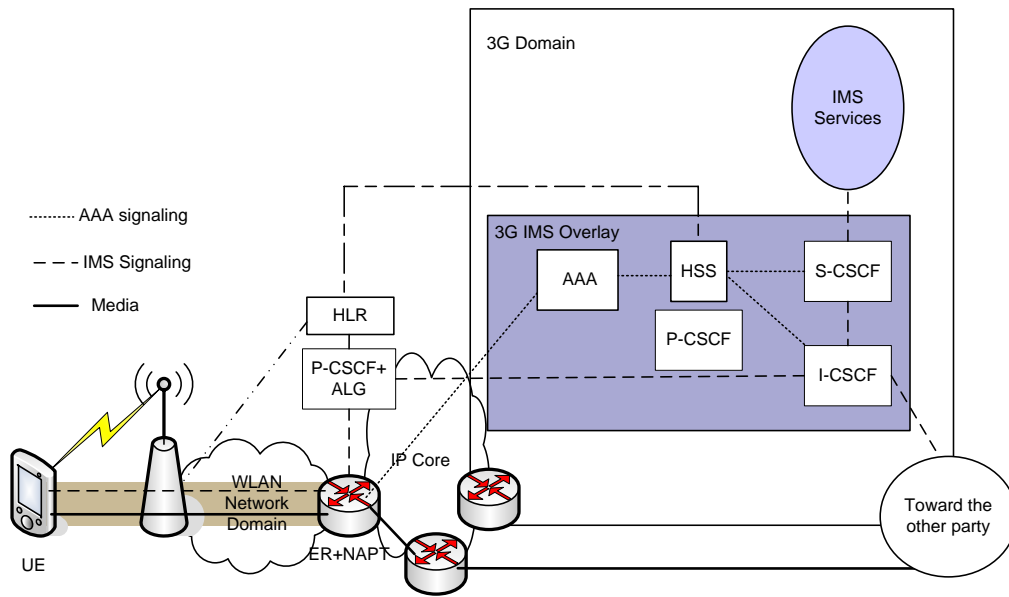 3G Domain
IMS
Services
AAA signaling
IMS Signaling
Media
3G IMS Overlay
AAA
HSS
S-CSCF
P-CSCF
I-CSCF
HLR
P-CSCF+
ALG
IP Core
WLAN
Network
Domain
ER+NAPT
UE
Toward the
other party